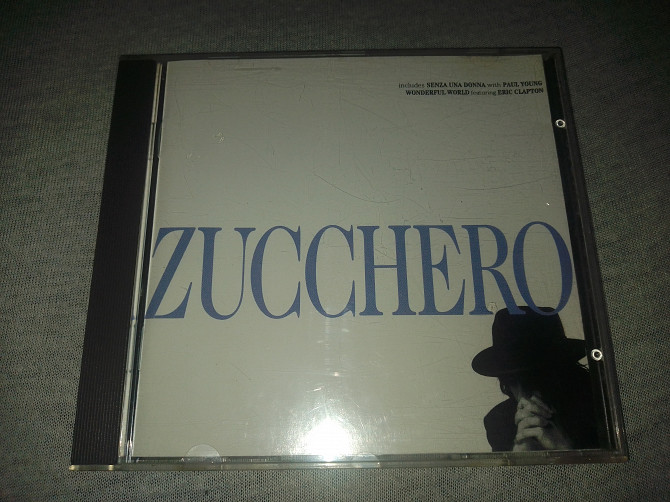 includes SENZA UNA DONNA with PAUL YOUNG
WONDERFUL WORLD featuring ERIC CLAPTON
ZUCCHERO